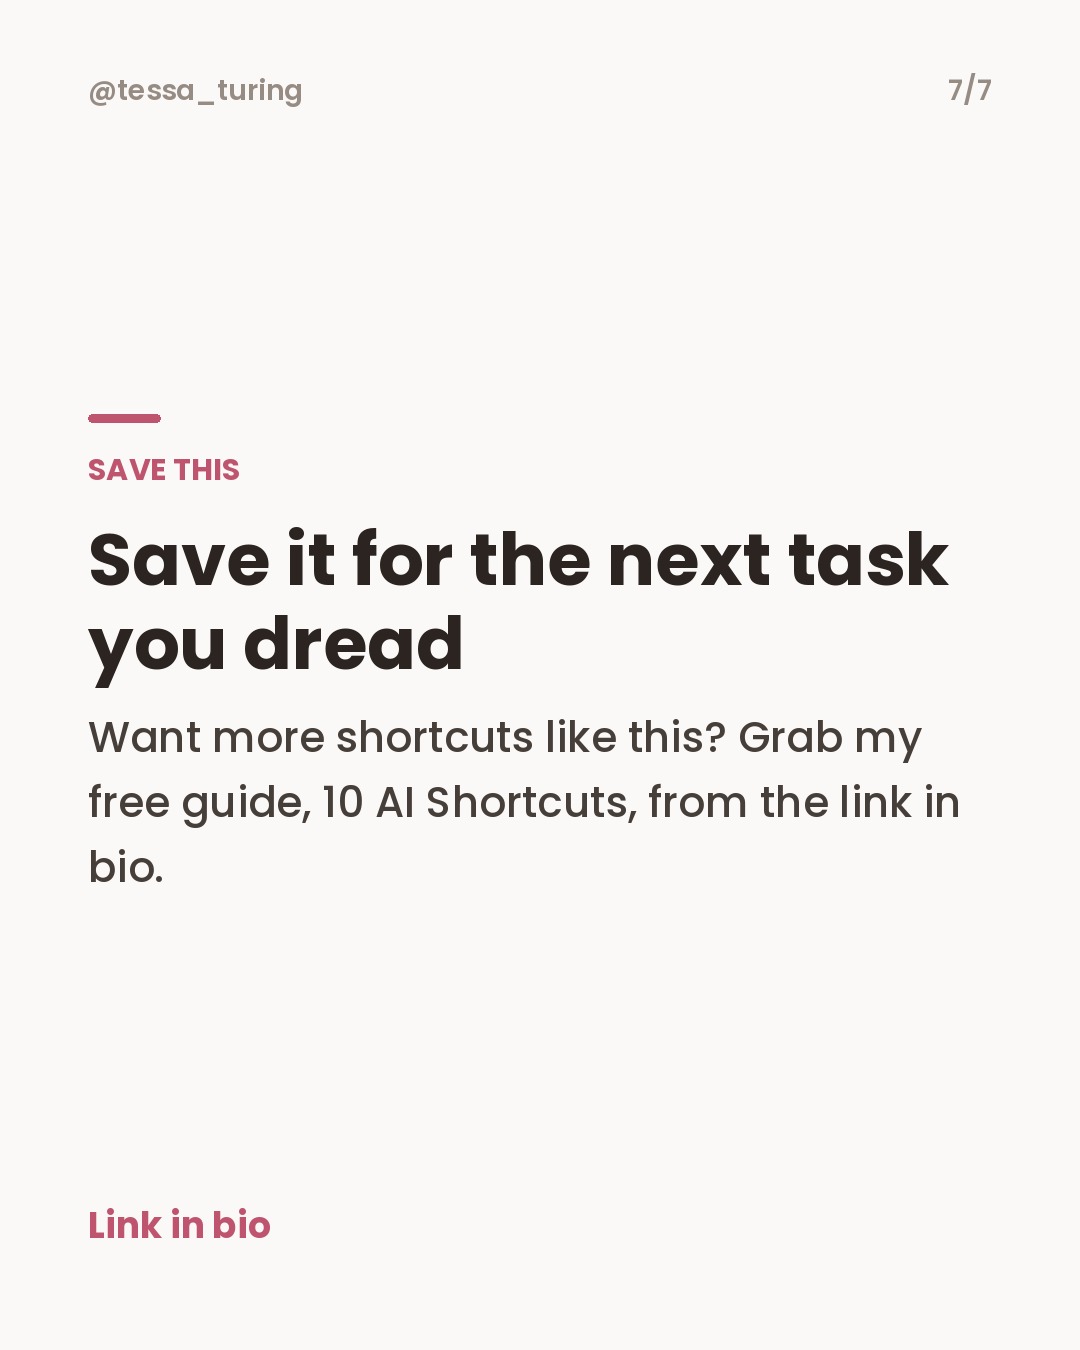 @tessa_turing
7/7
SAVE THIS
Save it for the next task
you dread
Want more shortcuts like this? Grab my
free guide, 10 AI Shortcuts, from the link in
bio.
Link in bio